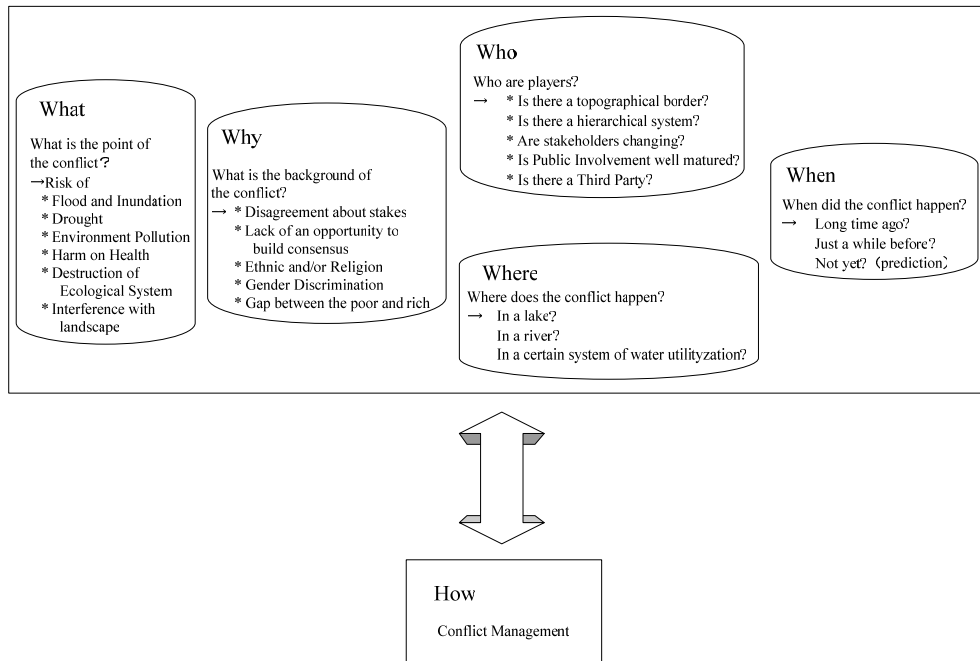 What
What is the point of
the conflict?
→Risk of
* Flood and Inundation
* Drought
* Environment Pollution
* Harm on Health
* Destruction of
Ecological System
* Interference with
landscape
Why
What is the background of
the conflict?
→ * Disagreement about stakes
* Lack of an opportunity to
build consensus
* Ethnic and/or Religion
* Gender Discrimination
* Gap between the poor and rich
Who
Who are players?
→ * Is there a topographical border?
* Is there a hierarchical system?
* Are stakeholders changing?
* Is Public Involvement well matured?
* Is there a Third Party?
Where
Where does the conflict happen?
→ In a lake?
In a river?
In a certain system of water utilityzation?
When
When did the conflict happen?
→ Long time ago?
Just a while before?
Not yet? (prediction)
How
Conflict Management